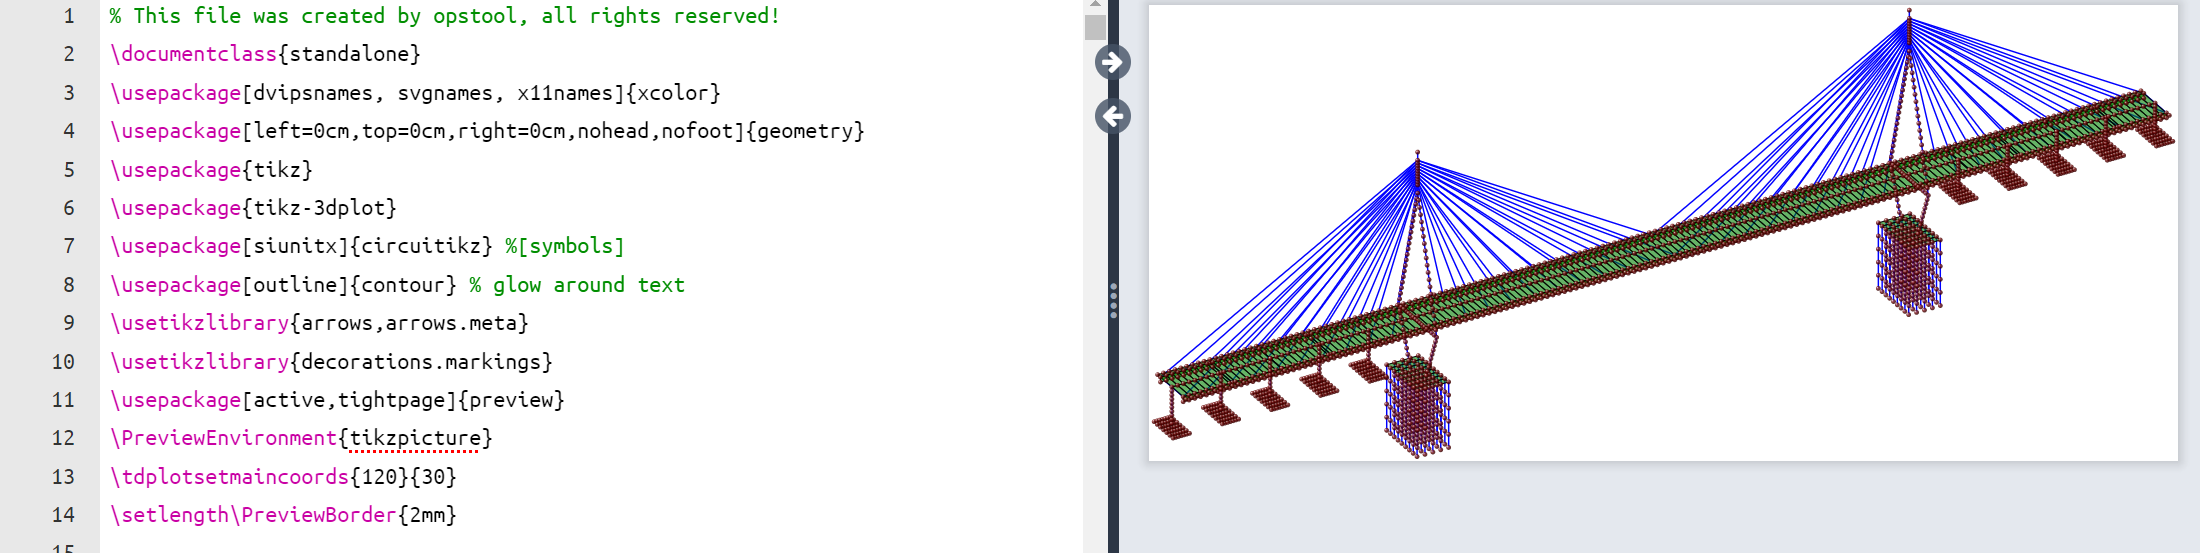 1 % This file was created by opstool, all rights reserved!
2 \documentclass{standalone}
3 \usepackage[dvipsnames, svgnames, x11names]{xcolor}
4 \usepackage[left=0cm,top=0cm,right=0cm,nohead,nofoot]{geometry}
5 \usepackage{tikz}
6 \usepackage{tikz-3dplot}
7 \usepackage[siunitx]{circuitikz} %[symbols]
8 \usepackage[outline]{contour} % glow around text
9 \usetikzlibrary{arrows,arrows.meta}
10 \usetikzlibrary{decorations.markings}
11 \usepackage[active,tightpage]{preview}
12 \PreviewEnvironment{tikzpicture}
13 \tdplotsetmaincoords{120}{30}
14 \setlength\PreviewBorder{2mm}
15